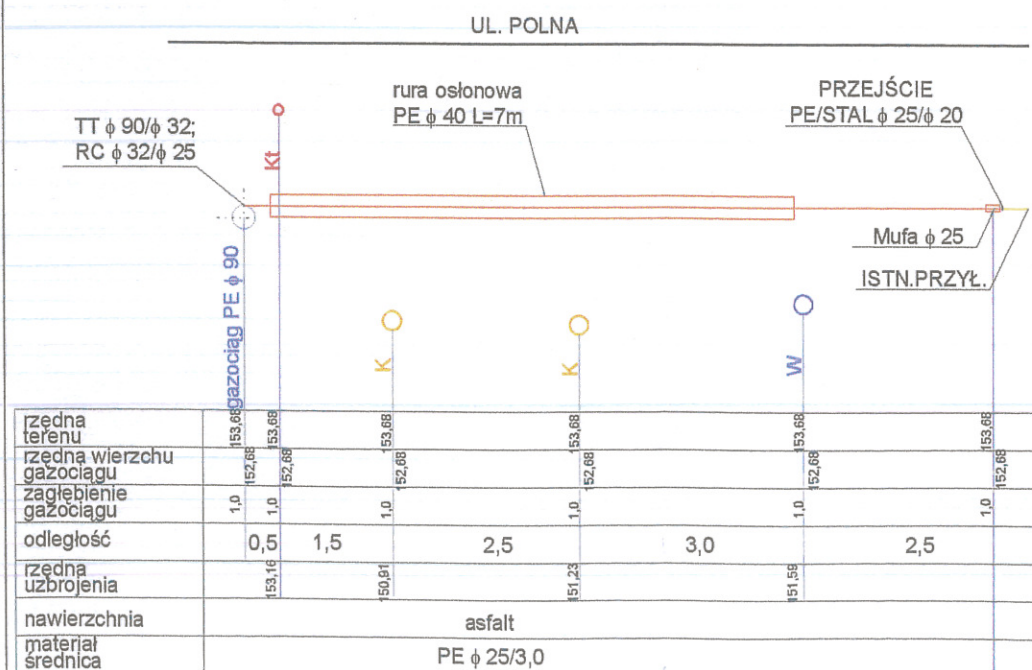 UL. POLNA
rura osłonowa
PE ϕ 40 L=7m
PRZEJŚCIE
PE/STAL ϕ 25/ϕ 20
TT ϕ 90/ϕ 32;
RC ϕ 32/ϕ 25
Kt
Mufa ϕ 25
ISTN.PRZYŁ.
gazociąg PE ϕ 90
K
K
W
rzędna
terenu
153,68 153,68 153,68 153,68 153,68 153,68
rzędna wierzchu
gazociągu
152,68 152,68 152,68 152,68 152,68 152,68
zagłębienie
gazociągu
1,0 1,0 1,0 1,0 1,0 1,0
odległość 0,5 1,5 2,5 3,0 2,5
rzędna
uzbrojenia
153,16 150,91 151,23 151,59
nawierzchnia asfalt
materiał
średnica
PE ϕ 25/3,0